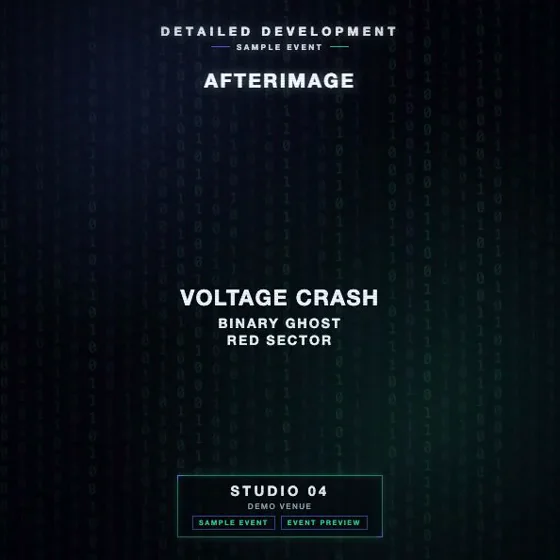 DETAILED DEVELOPMENT
SAMPLE EVENT
AFTERIMAGE
VOLTAGE CRASH
BINARY GHOST
RED SECTOR
STUDIO 04
DEMO VENUE
SAMPLE EVENT EVENT PREVIEW